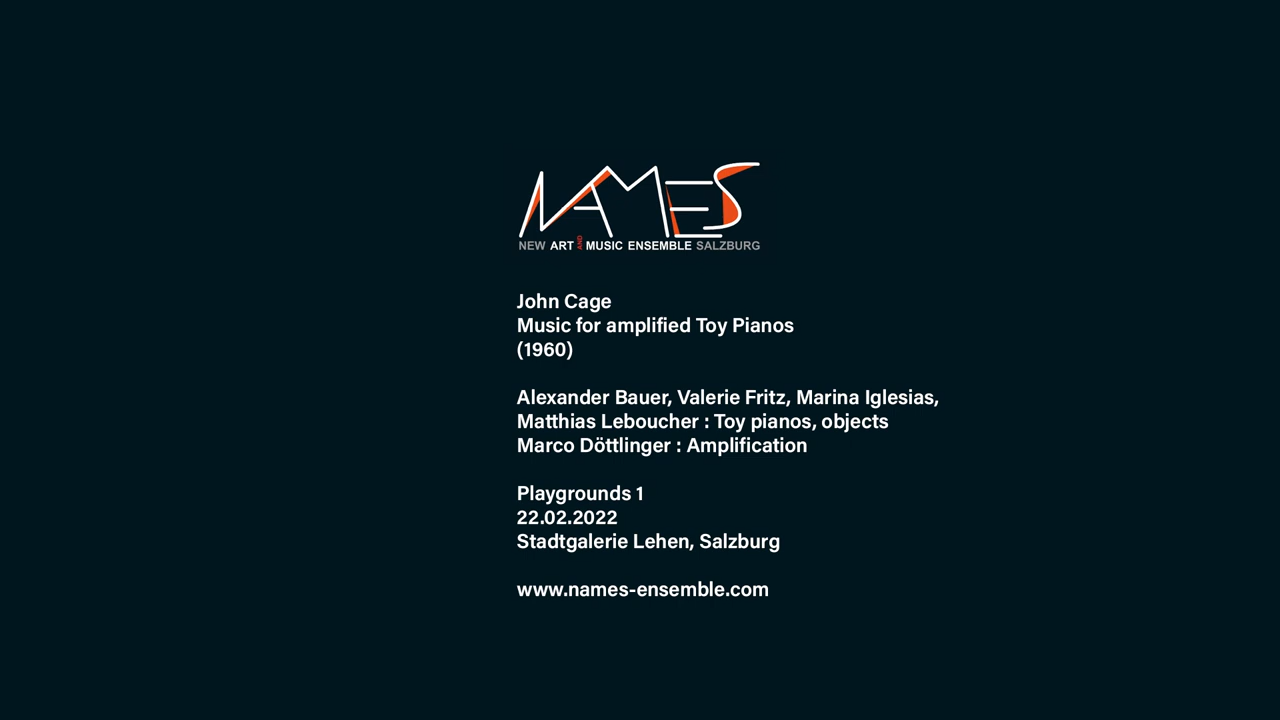 NAMES
NEW ART AND MUSIC ENSEMBLE SALZBURG
John Cage
Music for amplified Toy Pianos
(1960)
Alexander Bauer, Valerie Fritz, Marina Iglesias,
Matthias Leboucher : Toy pianos, objects
Marco Döttlinger : Amplification
Playgrounds 1
22.02.2022
Stadtgalerie Lehen, Salzburg
www.names-ensemble.com